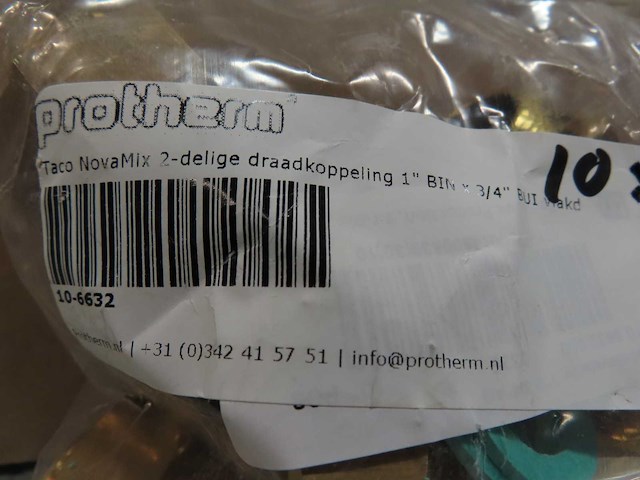 protherm
Taco NovaMix 2-delige draadkoppeling 1" BIN x 3/4" BUI vlakd
10
10-6632
| +31 (0)342 41 57 51 | info@protherm.nl